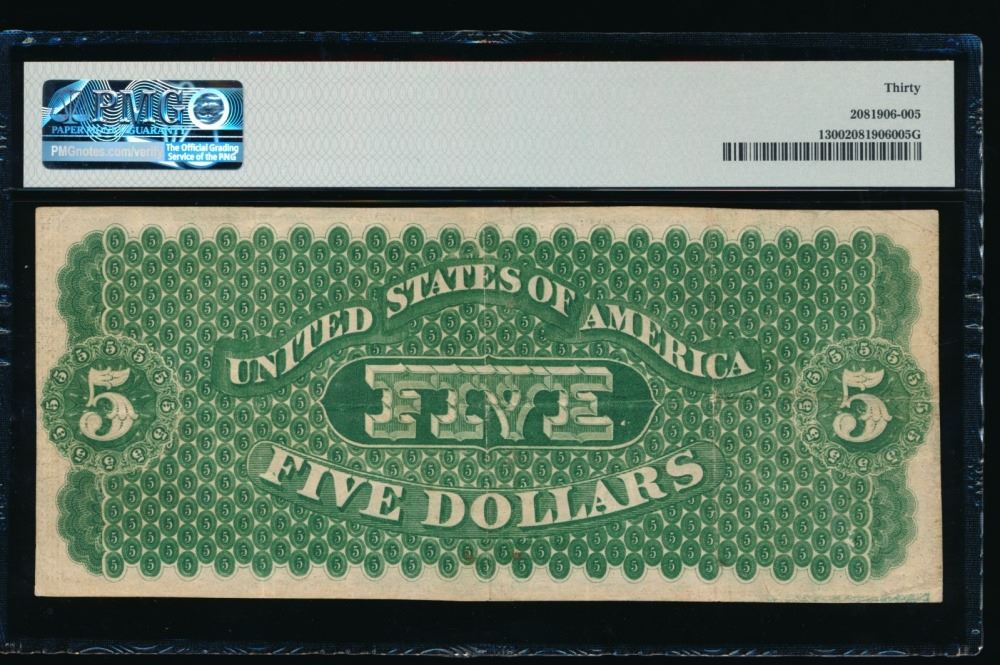 PMG
PAPER MONEY GUARANTY
PMGnotes.com/verify
The Official Grading
Service of the PNG
Thirty
2081906-005
13002081906005G
UNITED STATES OF AMERICA
5
FIVE
5
FIVE DOLLARS